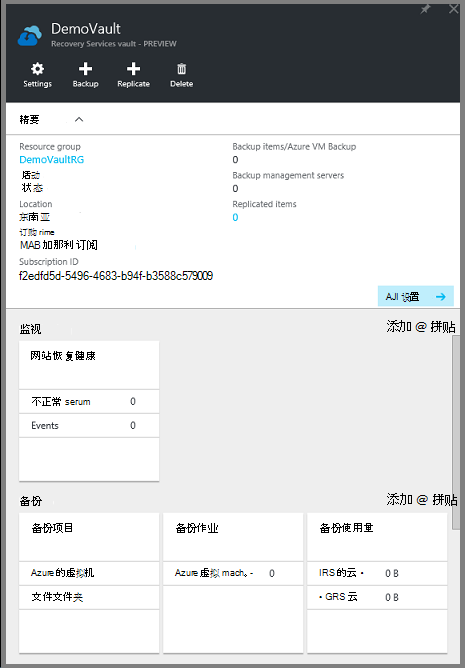 DemoVault
Recovery Services vault - PREVIEW
Settings
Backup
Replicate
Delete
精要
Resource group
DemoVaultRG
活动
状态
Location
东南亚
订购 rime
MAB 加那利订阅
Subscription ID
f2edfd5d-5496-4683-b94f-b3588c579009
Backup items/Azure VM Backup
0
Backup management servers
0
Replicated items
0
AJI 设置 →
监视
添加 @ 拼贴
网站恢复健康
不正常 serum 0
Events 0
备份
添加 @ 拼贴
备份项目
Azure 的虚拟机
文件文件夹
备份作业
Azure 虚拟 mach。- 0
备份使用量
IRS 的云 • 0 B
• GRS 云 0 B